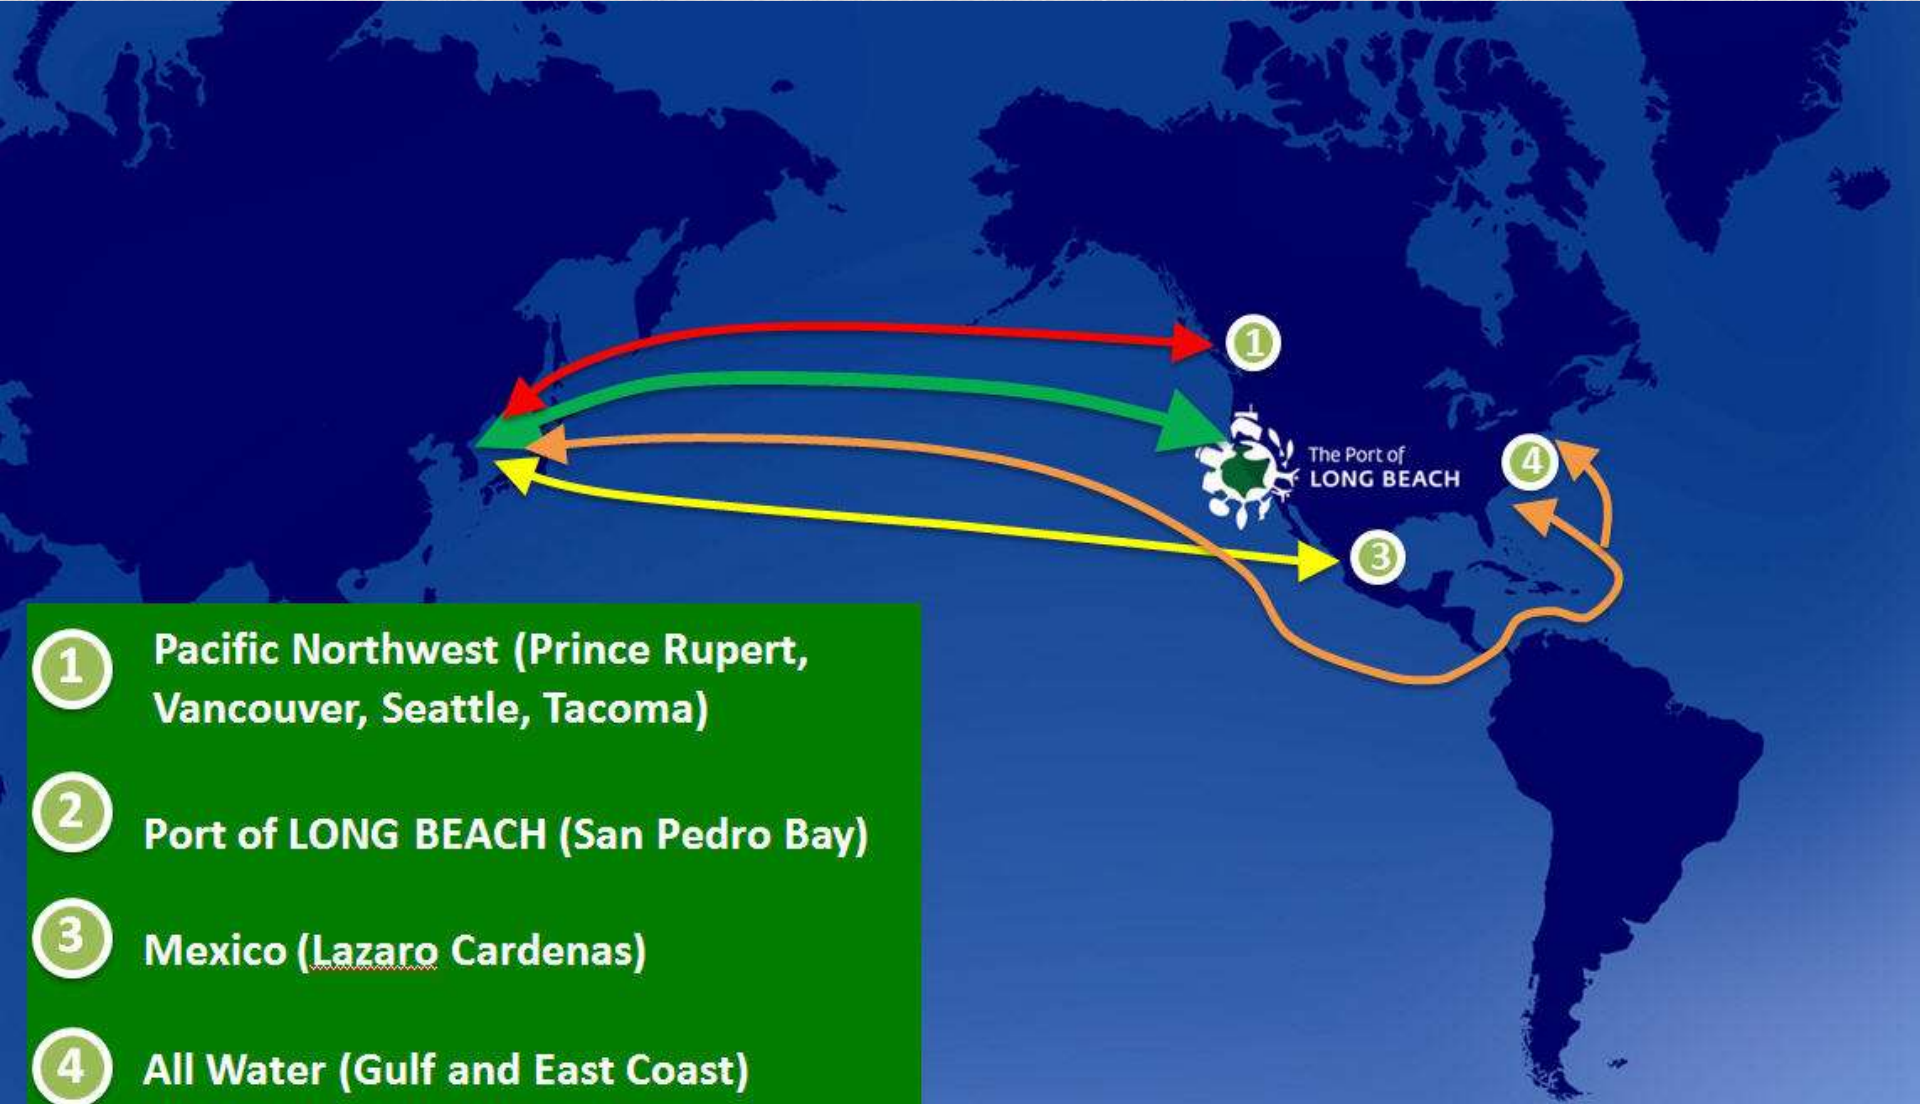 1
The Port of
LONG BEACH
4
3
1 Pacific Northwest (Prince Rupert,
Vancouver, Seattle, Tacoma)
2 Port of LONG BEACH (San Pedro Bay)
3 Mexico (Lazaro Cardenas)
4 All Water (Gulf and East Coast)